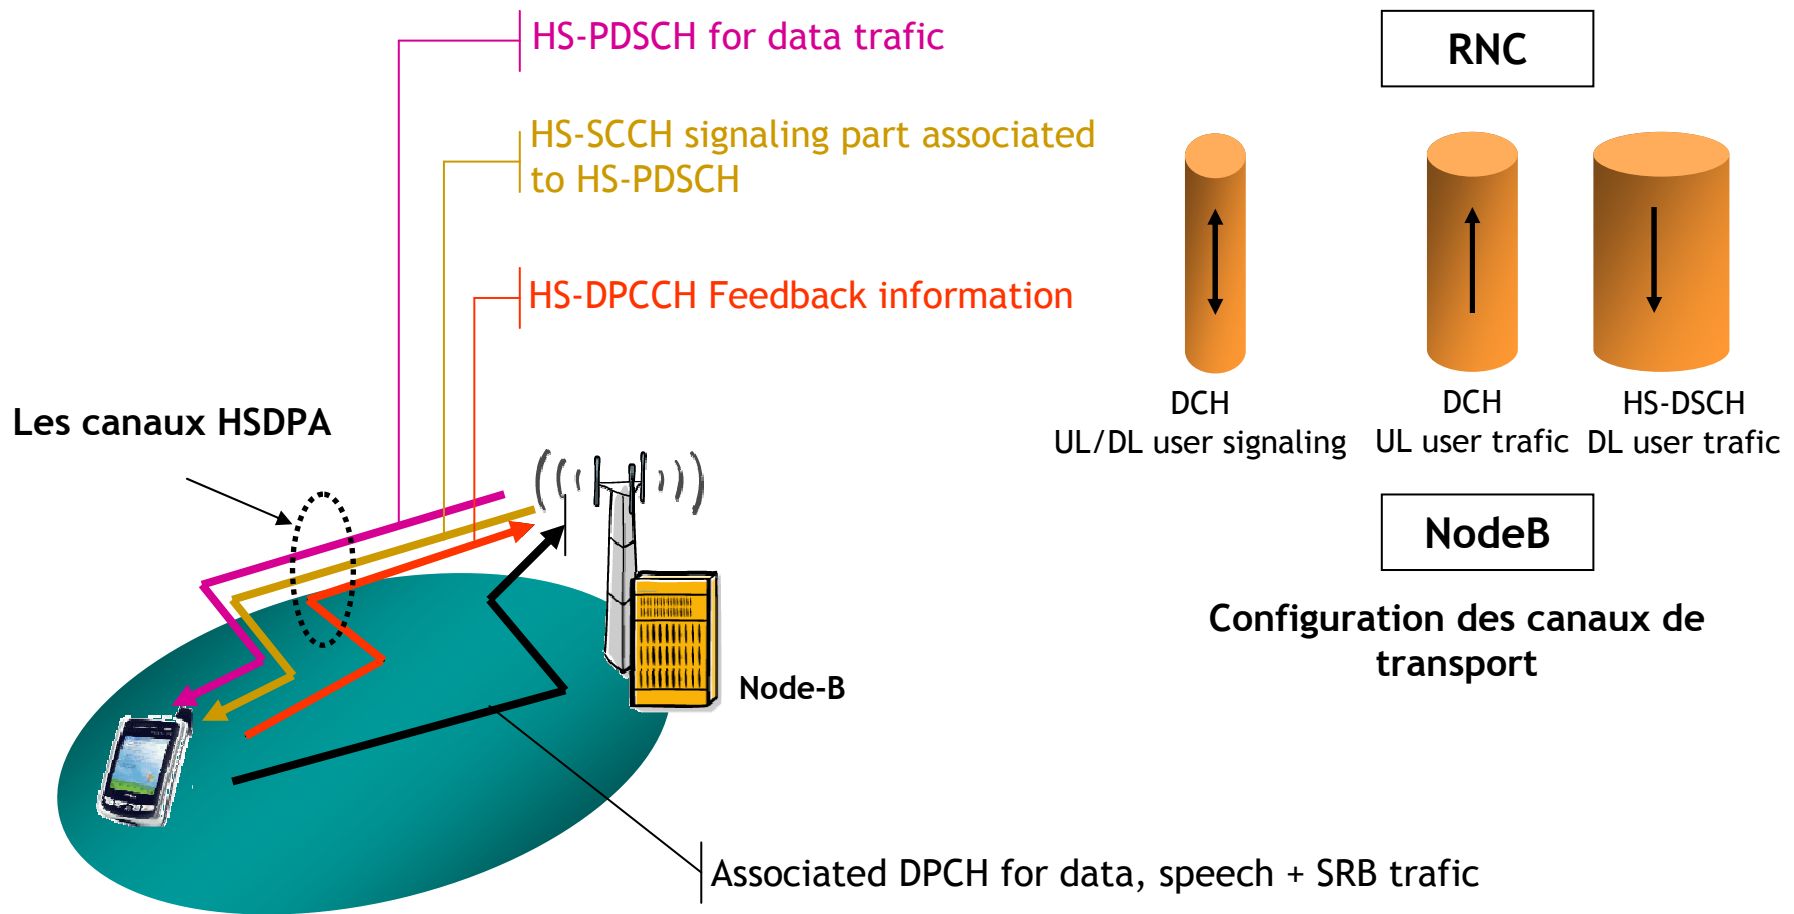 HS-PDSCH for data trafic
HS-SCCH signaling part associated
to HS-PDSCH
HS-DPCCH Feedback information
Les canaux HSDPA
Node-B
Associated DPCH for data, speech + SRB trafic
RNC
DCH
UL/DL user signaling
DCH
UL user trafic
HS-DSCH
DL user trafic
NodeB
Configuration des canaux de
transport